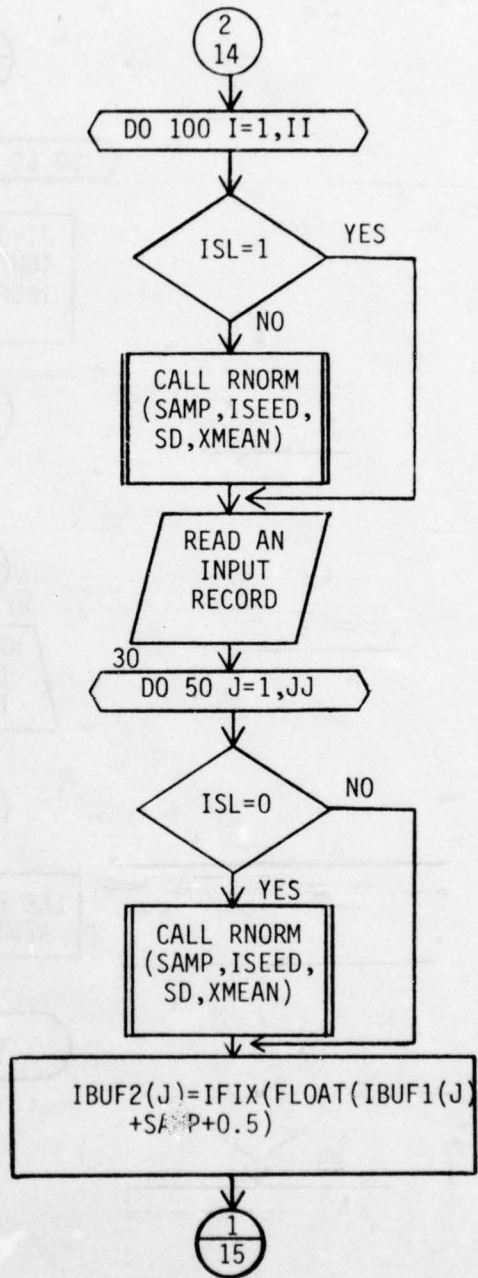 2
14
DO 100 I=1,II
ISL=1
YES
NO
CALL RNORM
(SAMP,ISEED,
SD,XMEAN)
READ AN
INPUT
RECORD
30
DO 50 J=1,JJ
ISL=0
NO
YES
CALL RNORM
(SAMP,ISEED,
SD,XMEAN)
IBUF2(J)=IFIX(FLOAT(IBUF1(J)
+SAMP+0.5)
1
15